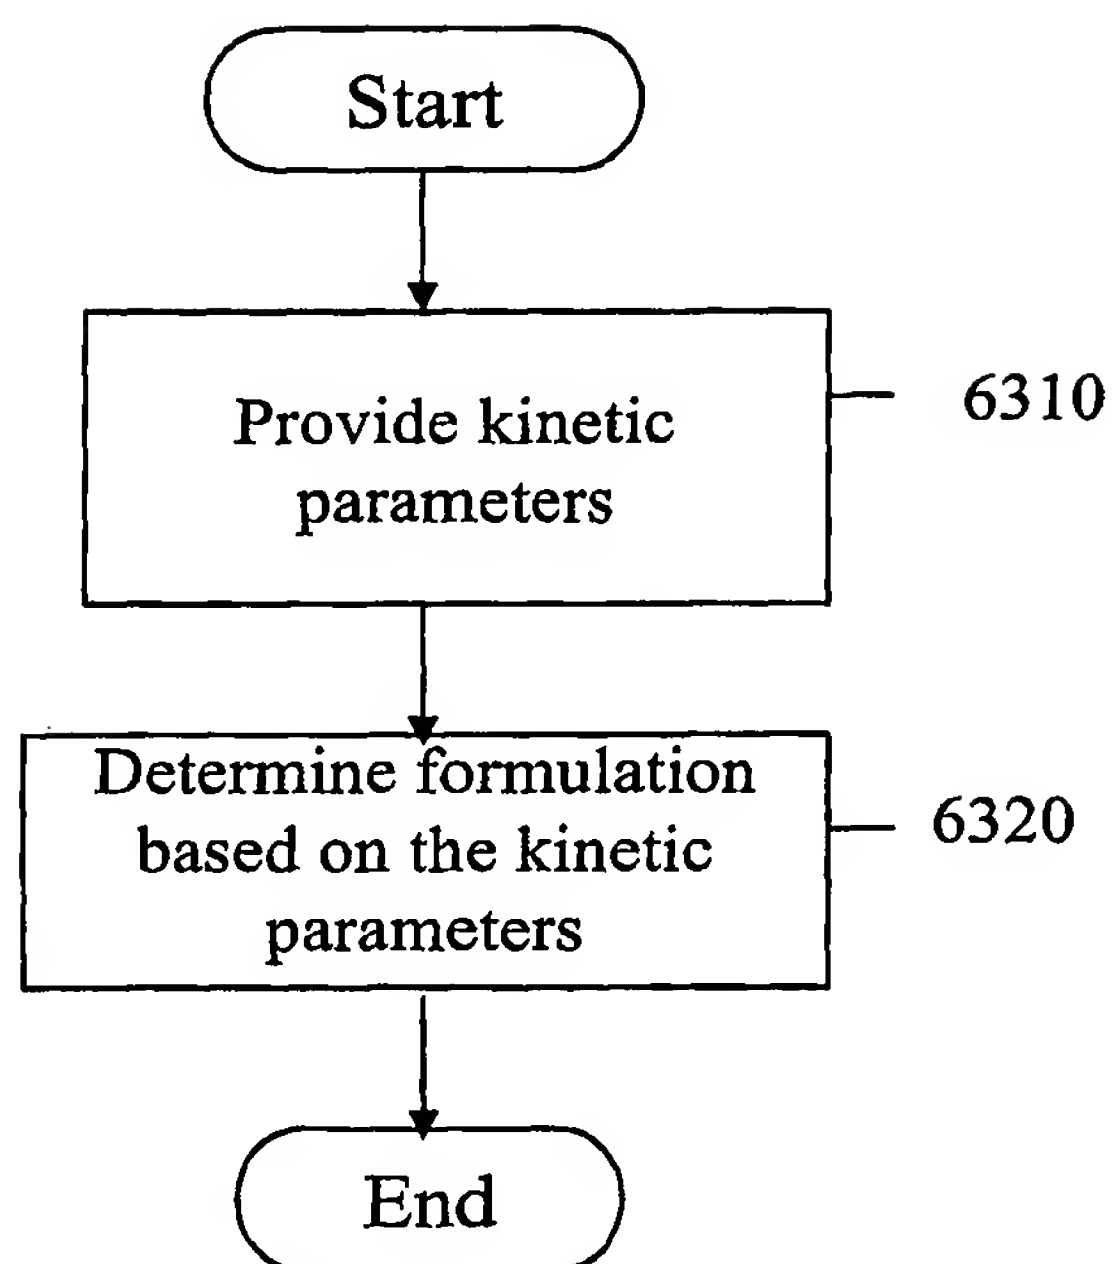 Start
Provide kinetic
parameters
6310
Determine formulation
based on the kinetic
parameters
6320
End